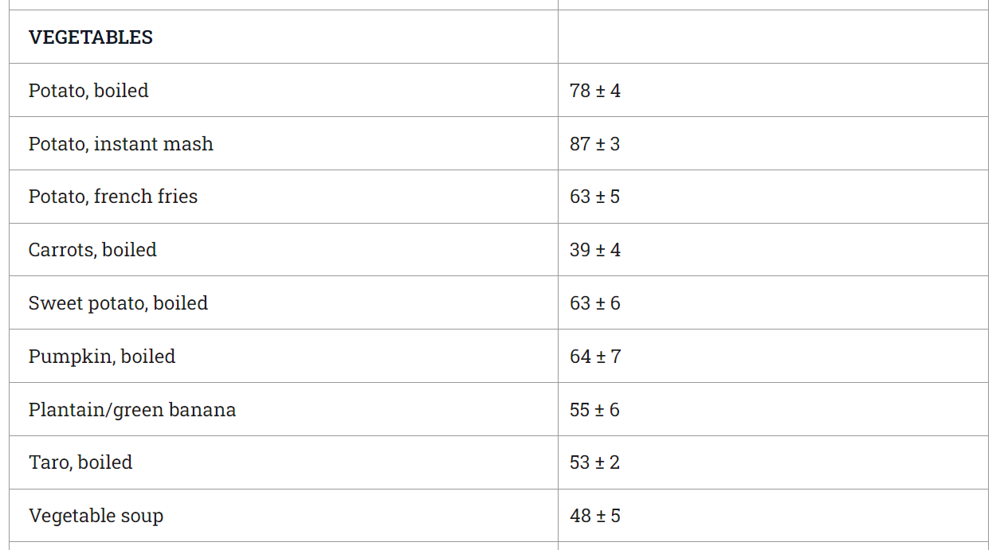 VEGETABLES
Potato, boiled 78 ± 4
Potato, instant mash 87 ± 3
Potato, french fries 63 ± 5
Carrots, boiled 39 ± 4
Sweet potato, boiled 63 ± 6
Pumpkin, boiled 64 ± 7
Plantain/green banana 55 ± 6
Taro, boiled 53 ± 2
Vegetable soup 48 ± 5